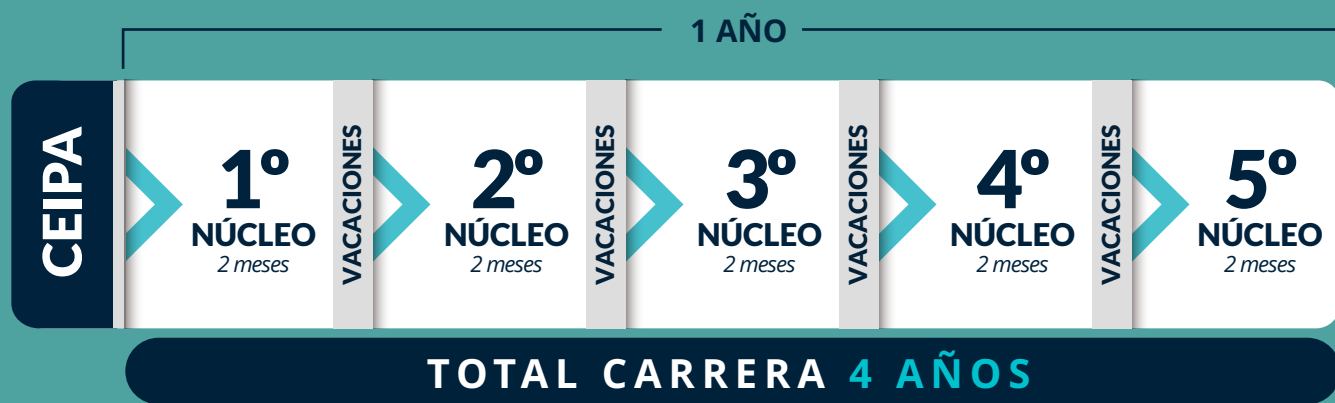 1 AÑO
CEIPA
1º
NÚCLEO
2 meses
VACACIONES
2º
NÚCLEO
2 meses
VACACIONES
3º
NÚCLEO
2 meses
VACACIONES
4º
NÚCLEO
2 meses
VACACIONES
5º
NÚCLEO
2 meses
TOTAL CARRERA 4 AÑOS